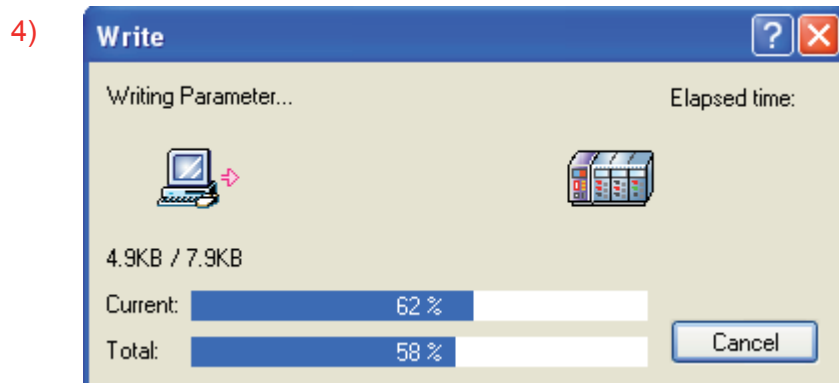 4)
Write
Writing Parameter...
Elapsed time:
4.9KB / 7.9KB
Current: 62 %
Total: 58 %
Cancel